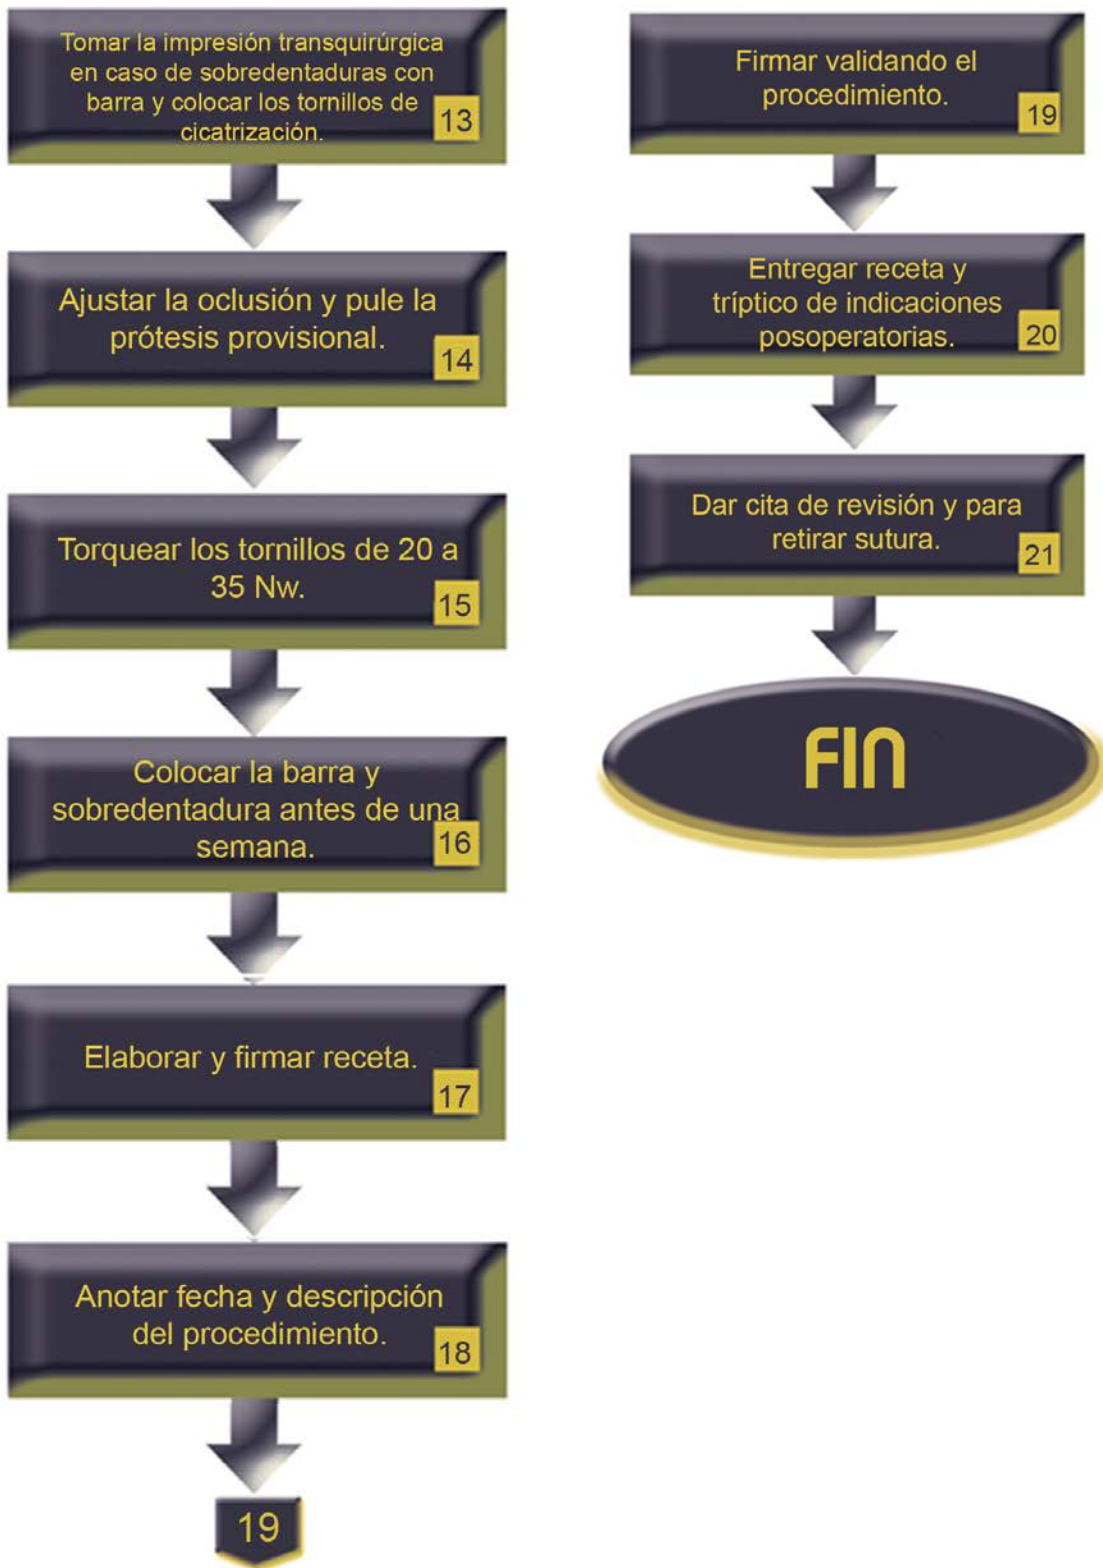 Tomar la impresión transquirúrgica
en caso de sobredentaduras con
barra y colocar los tornillos de
cicatrización.
13
Ajustar la oclusión y pule la
prótesis provisional.
14
Torquear los tornillos de 20 a
35 Nw.
15
Colocar la barra y
sobredentadura antes de una
semana.
16
Elaborar y firmar receta.
17
Anotar fecha y descripción
del procedimiento.
18
19
Firmar validando el
procedimiento.
19
Entregar receta y
tríptico de indicaciones
posoperatorias.
20
Dar cita de revisión y para
retirar sutura.
21
FIN